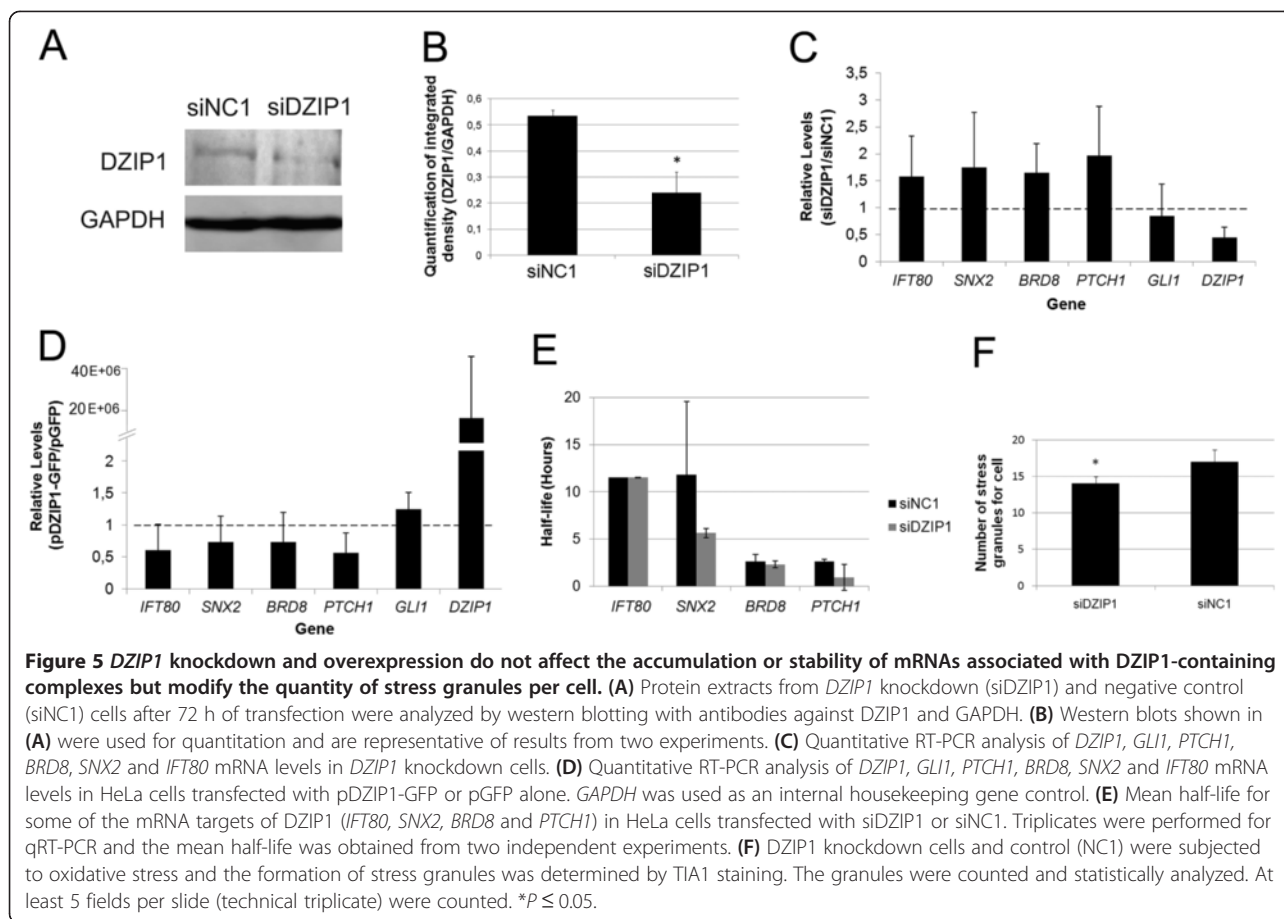 A
siNC1 siDZIP1
DZIP1
GAPDH
B
Quantification of integrated
density (DZIP1/GAPDH)
0,6
0,5
0,4
0,3
0,2
0,1
0
*
siNC1 siDZIP1
C
Relative Levels
(siDZIP1/siNC1)
3,5
3
2,5
2
1,5
1
0,5
0
IFT80 SNX2 BRD8 PTCH1 GLI1 DZIP1
Gene
D
Relative Levels
(pDZIP1-GFP/pGFP)
40E+06
20E+06
2
1,5
1
0,5
0
IFT80 SNX2 BRD8 PTCH1 GLI1 DZIP1
Gene
E
Half-life (Hours)
20
15
10
5
0
IFT80 SNX2 BRD8 PTCH1
siNC1
siDZIP1
F
Number of stress
granules for cell
20
15
10
5
0
*
siDZIP1 siNC1
Figure 5 DZIP1 knockdown and overexpression do not affect the accumulation or stability of mRNAs associated with DZIP1-containing
complexes but modify the quantity of stress granules per cell. (A) Protein extracts from DZIP1 knockdown (siDZIP1) and negative control
(siNC1) cells after 72 h of transfection were analyzed by western blotting with antibodies against DZIP1 and GAPDH. (B) Western blots shown in
(A) were used for quantitation and are representative of results from two experiments. (C) Quantitative RT-PCR analysis of DZIP1, GLI1, PTCH1,
BRD8, SNX2 and IFT80 mRNA levels in DZIP1 knockdown cells. (D) Quantitative RT-PCR analysis of DZIP1, GLI1, PTCH1, BRD8, SNX2 and IFT80 mRNA
levels in HeLa cells transfected with pDZIP1-GFP or pGFP alone. GAPDH was used as an internal housekeeping gene control. (E) Mean half-life for
some of the mRNA targets of DZIP1 (IFT80, SNX2, BRD8 and PTCH1) in HeLa cells transfected with siDZIP1 or siNC1. Triplicates were performed for
qRT-PCR and the mean half-life was obtained from two independent experiments. (F) DZIP1 knockdown cells and control (NC1) were subjected
to oxidative stress and the formation of stress granules was determined by TIA1 staining. The granules were counted and statistically analyzed. At
least 5 fields per slide (technical triplicate) were counted. *P ≤ 0.05.